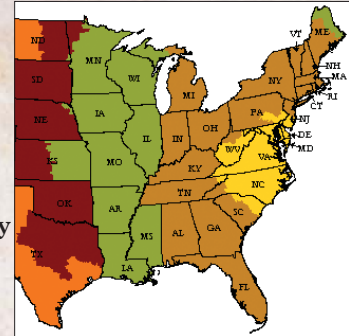 ND
MN
VT
ME
SD
WI
NY
NH
MA
MI
RI
CT
NE
IA
PA
NJ
IL
IN
OH
DE
MD
WV
KS
MO
VA
KY
NC
TN
OK
AR
SC
MS
AL
GA
y
TX
LA
FL